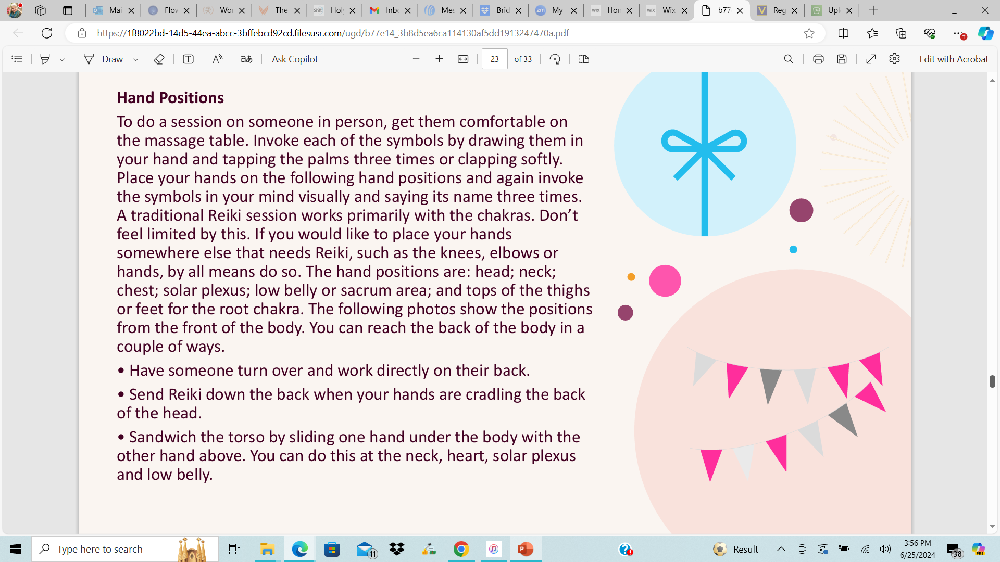 Mai
Flov
Wor
The
Shift
Holy
Inbo
Mes
Brid
zm
My
WIX
Hor
WIX
Wix
b77
Reg
Upl
https://1f8022bd-14d5-44ea-abcc-3bffebcd92cd.filesusr.com/ugd/b77e14_3b8d5ea6ca114130af5dd1913247470a.pdf
Draw
T
A
aあ
Ask Copilot
23
of 33
Edit with Acrobat
Hand Positions
To do a session on someone in person, get them comfortable on
the massage table. Invoke each of the symbols by drawing them in
your hand and tapping the palms three times or clapping softly.
Place your hands on the following hand positions and again invoke
the symbols in your mind visually and saying its name three times.
A traditional Reiki session works primarily with the chakras. Don’t
feel limited by this. If you would like to place your hands
somewhere else that needs Reiki, such as the knees, elbows or
hands, by all means do so. The hand positions are: head; neck;
chest; solar plexus; low belly or sacrum area; and tops of the thighs
or feet for the root chakra. The following photos show the positions
from the front of the body. You can reach the back of the body in a
couple of ways.
• Have someone turn over and work directly on their back.
• Send Reiki down the back when your hands are cradling the back
of the head.
• Sandwich the torso by sliding one hand under the body with the
other hand above. You can do this at the neck, heart, solar plexus
and low belly.
Type here to search
11
P
Result
3:56 PM
6/25/2024
38
PRE